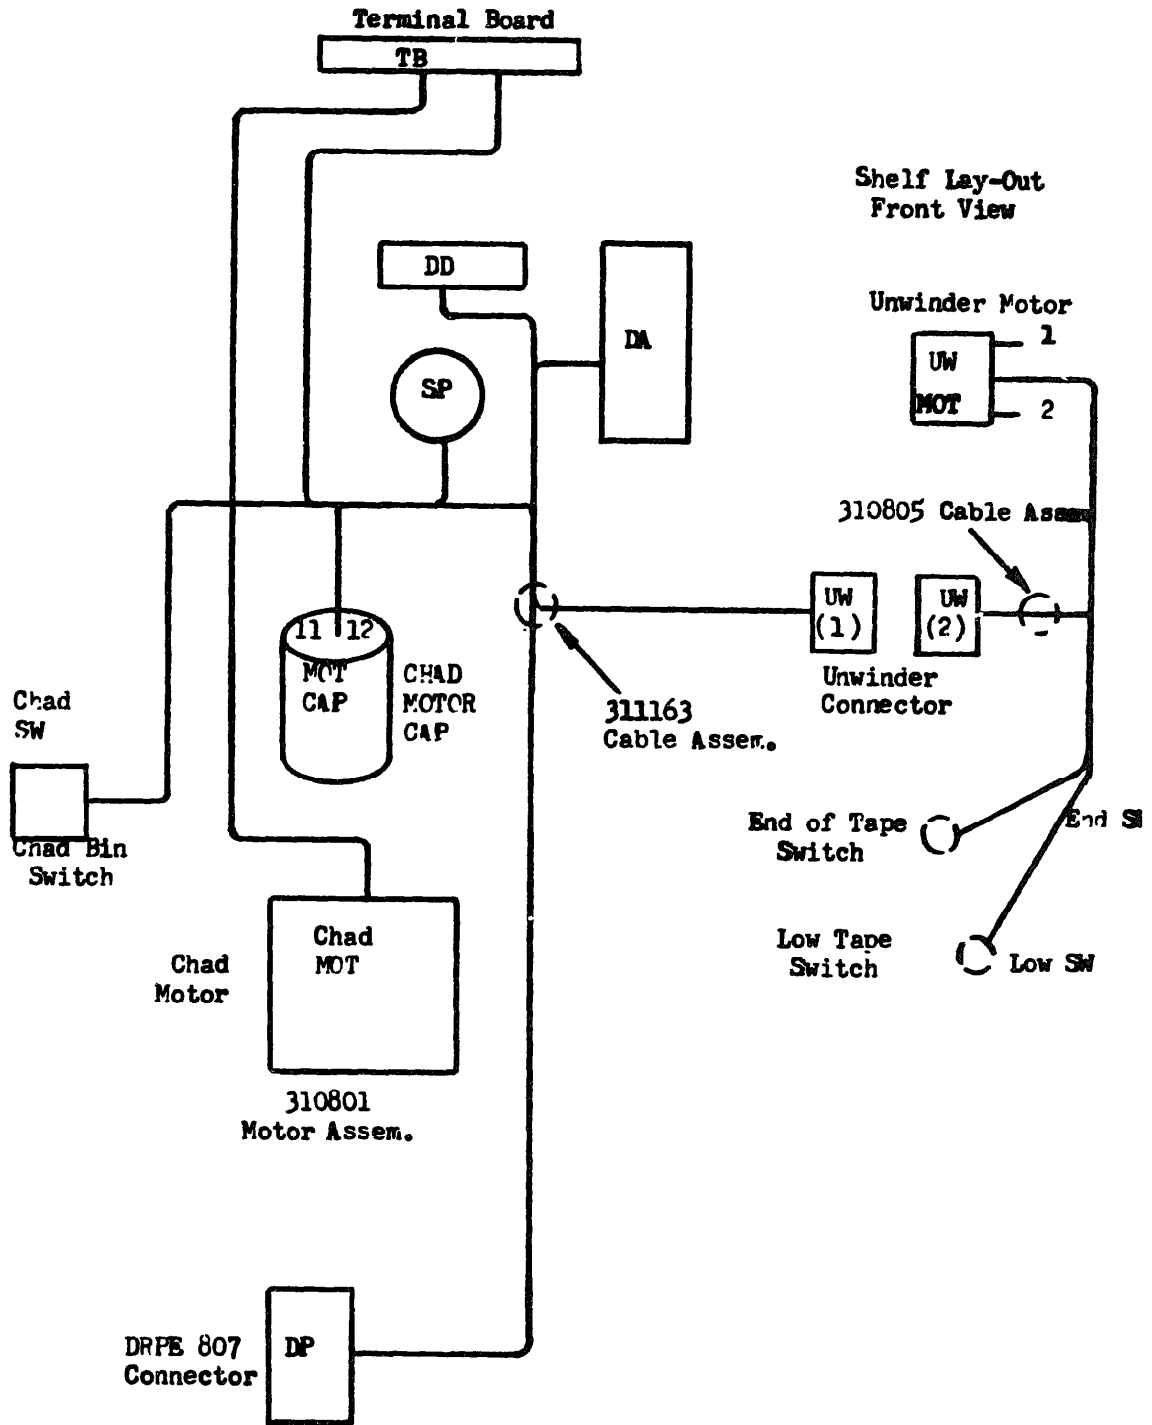 Terminal Board
TB
Shelf Lay-Out
Front View
DD
DA
Unwinder Motor
1
UW
MOT
2
SP
310805 Cable Assem
11 12
MOT
CAP
CHAD
MOTOR
CAP
UW
(1)
UW
(2)
Unwinder
Connector
311163
Cable Assem.
Chad
SW
Chad Bin
Switch
End of Tape
Switch
End SW
Chad
MOT
Chad
Motor
Low Tape
Switch
Low SW
310801
Motor Assem.
DRPE 807
Connector
DP